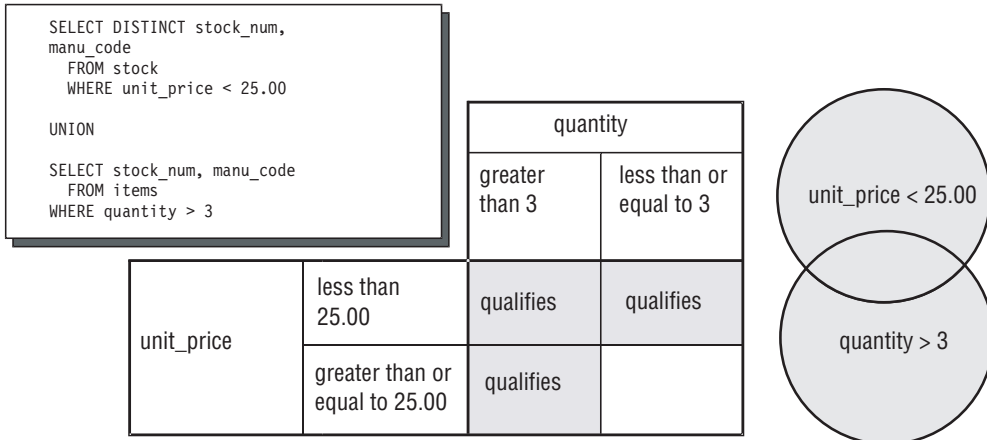 SELECT DISTINCT stock_num,
manu_code
FROM stock
WHERE unit_price < 25.00
UNION
SELECT stock_num, manu_code
FROM items
WHERE quantity > 3
quantity
greater
than 3
less than or
equal to 3
unit_price
less than
25.00
qualifies
qualifies
greater than or
equal to 25.00
qualifies
unit_price < 25.00
quantity > 3